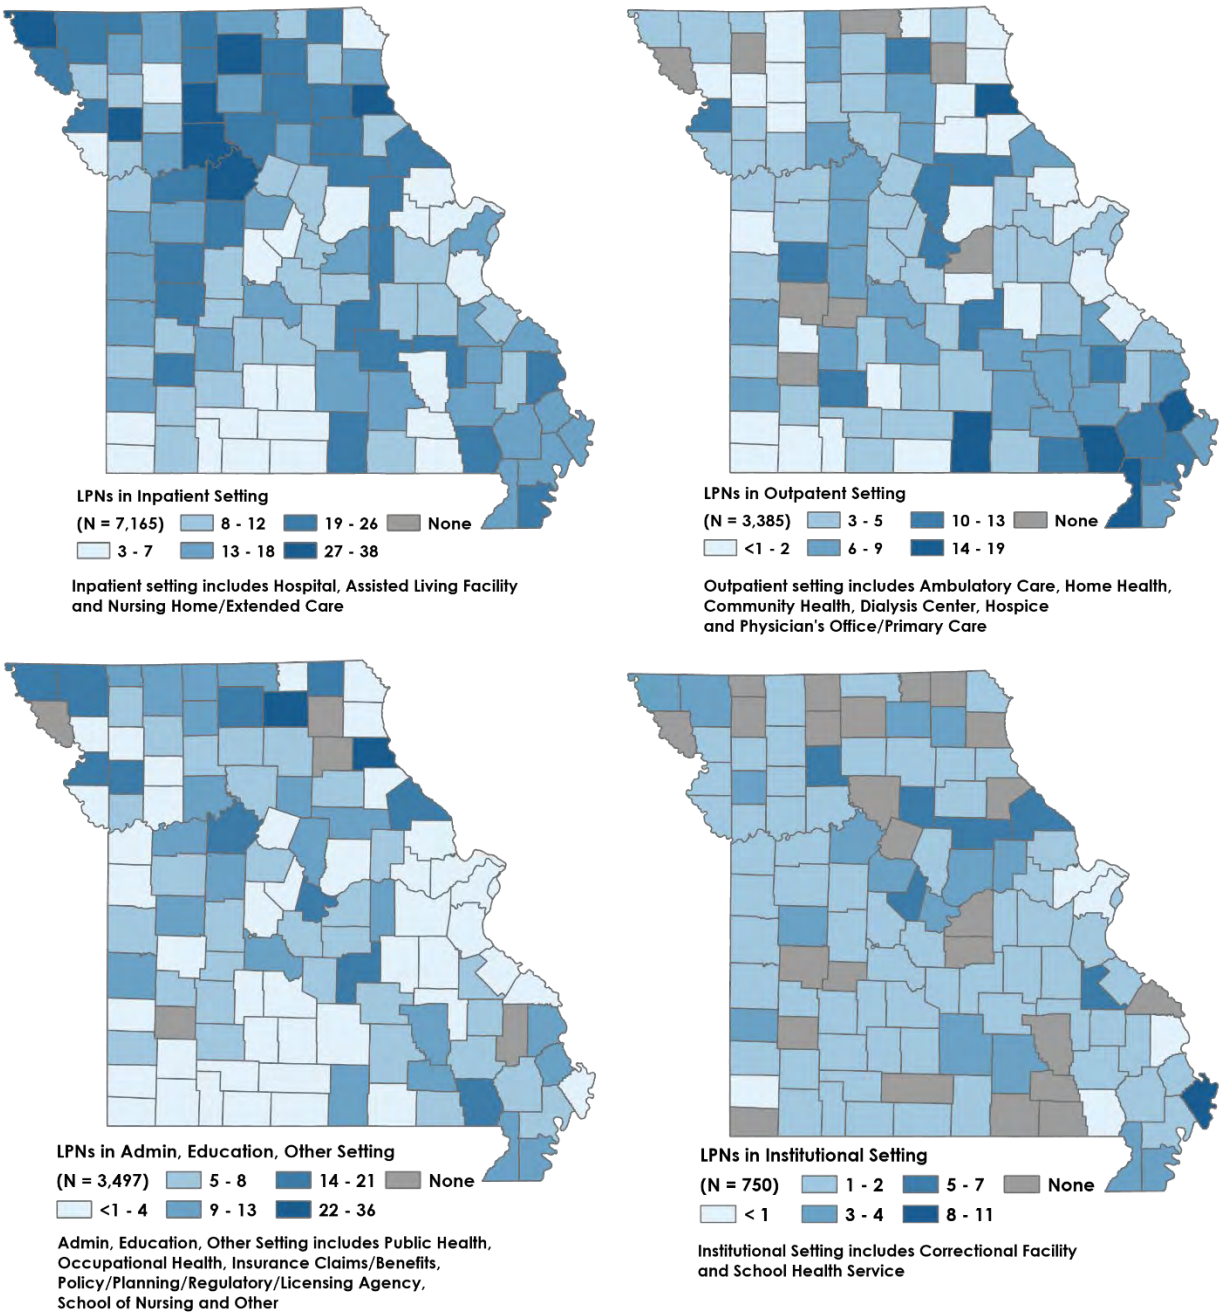 LPNs in Inpatient Setting
(N = 7,165) 8 - 12 19 - 26 None
3 - 7 13 - 18 27 - 38
Inpatient setting includes Hospital, Assisted Living Facility
and Nursing Home/Extended Care
LPNs in Outpatent Setting
(N = 3,385) 3 - 5 10 - 13 None
<1 - 2 6 - 9 14 - 19
Outpatient setting includes Ambulatory Care, Home Health,
Community Health, Dialysis Center, Hospice
and Physician's Office/Primary Care
LPNs in Admin, Education, Other Setting
(N = 3,497) 5 - 8 14 - 21 None
<1 - 4 9 - 13 22 - 36
Admin, Education, Other Setting includes Public Health,
Occupational Health, Insurance Claims/Benefits,
Policy/Planning/Regulatory/Licensing Agency,
School of Nursing and Other
LPNs in Institutional Setting
(N = 750) 1 - 2 5 - 7 None
< 1 3 - 4 8 - 11
Institutional Setting includes Correctional Facility
and School Health Service